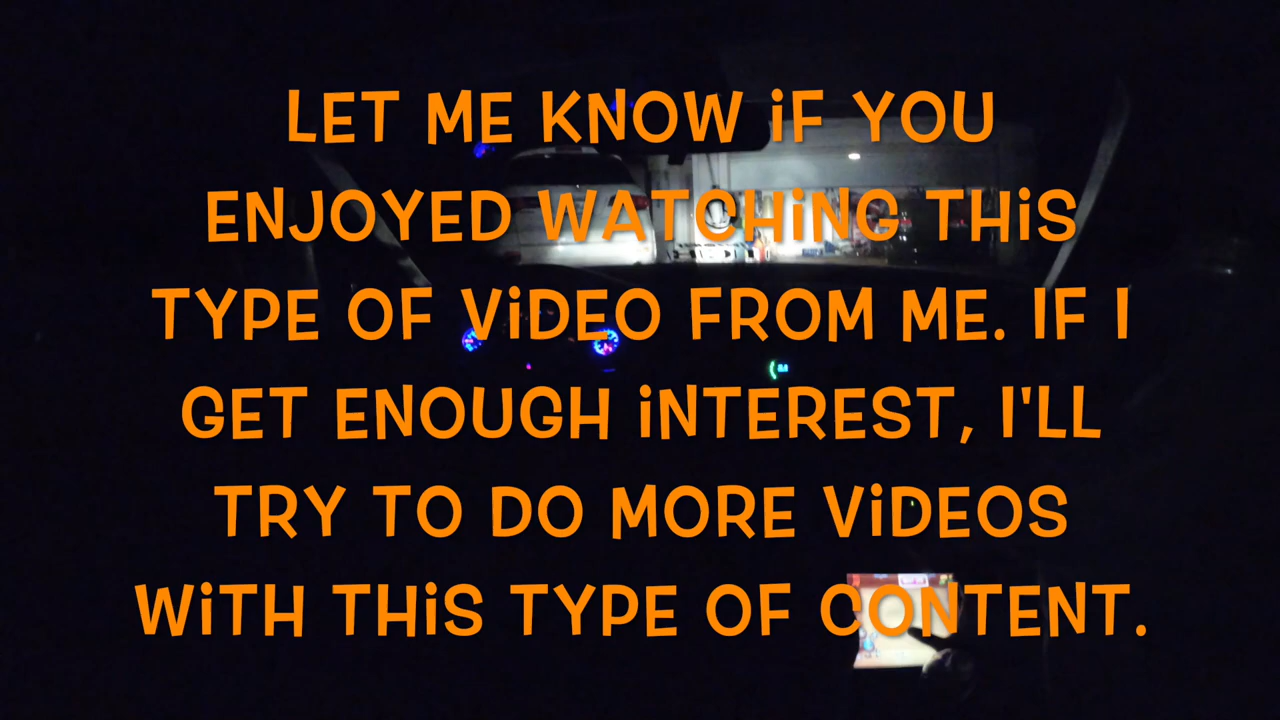 LET ME KNOW iF YOU
ENJOYED WATCHiNG THiS
TYPE OF ViDEO FROM ME. IF I
GET ENOUGH iNTEREST, I'LL
TRY TO DO MORE ViDEOS
WiTH THiS TYPE OF CONTENT.